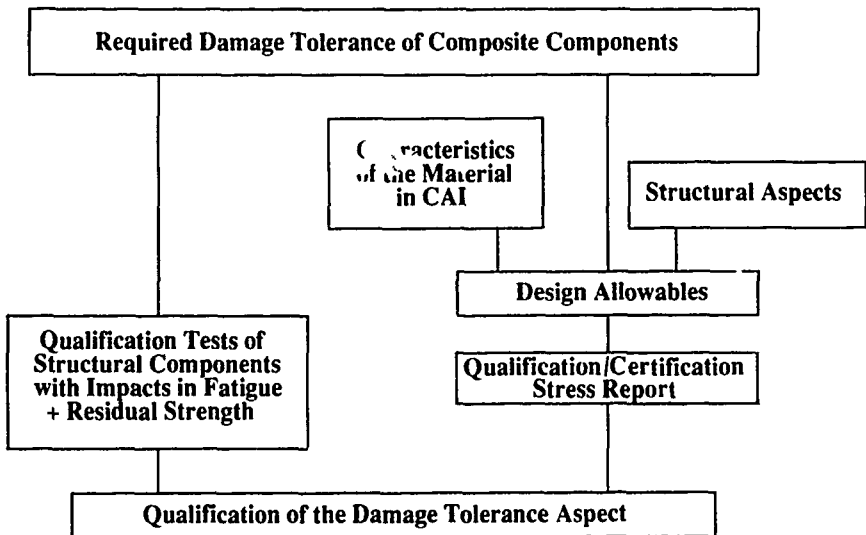 Required Damage Tolerance of Composite Components
of the Material
in CAI
Structural Aspects
Design Allowables
Qualification Tests of
Structural Components
with Impacts in Fatigue
+ Residual Strength
Qualification/Certification
Stress Report
Qualification of the Damage Tolerance Aspect